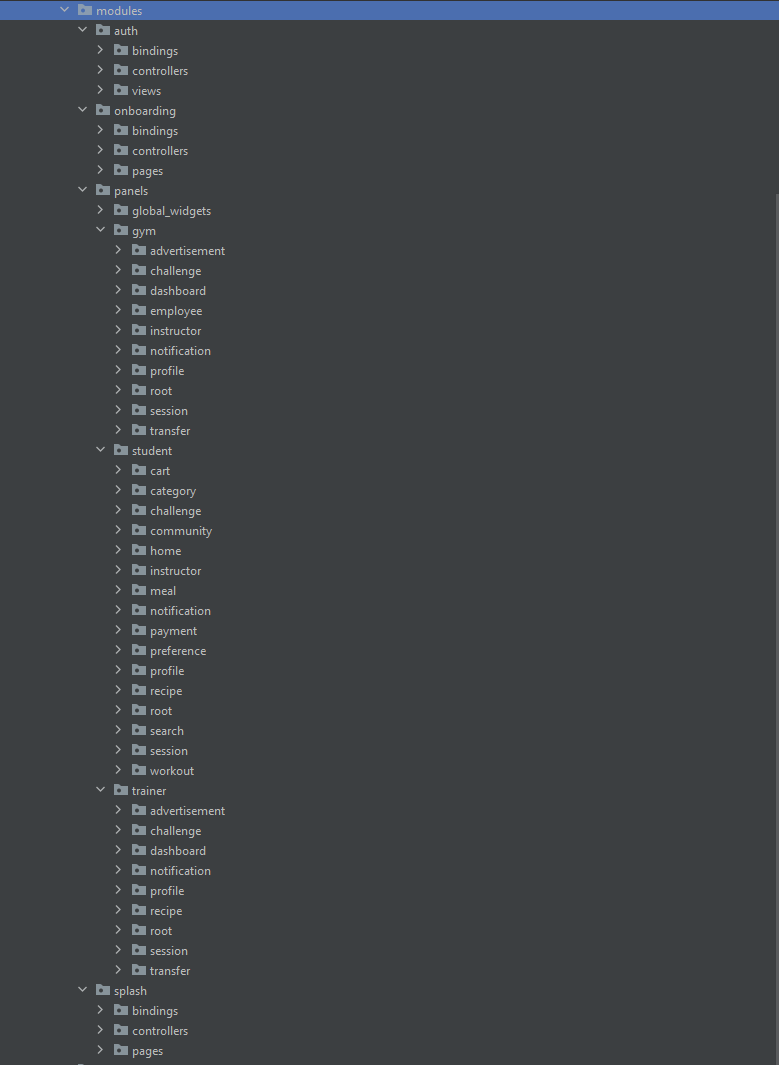 modules
auth
bindings
controllers
views
onboarding
bindings
controllers
pages
panels
global_widgets
gym
advertisement
challenge
dashboard
employee
instructor
notification
profile
root
session
transfer
student
cart
category
challenge
community
home
instructor
meal
notification
payment
preference
profile
recipe
root
search
session
workout
trainer
advertisement
challenge
dashboard
notification
profile
recipe
root
session
transfer
splash
bindings
controllers
pages